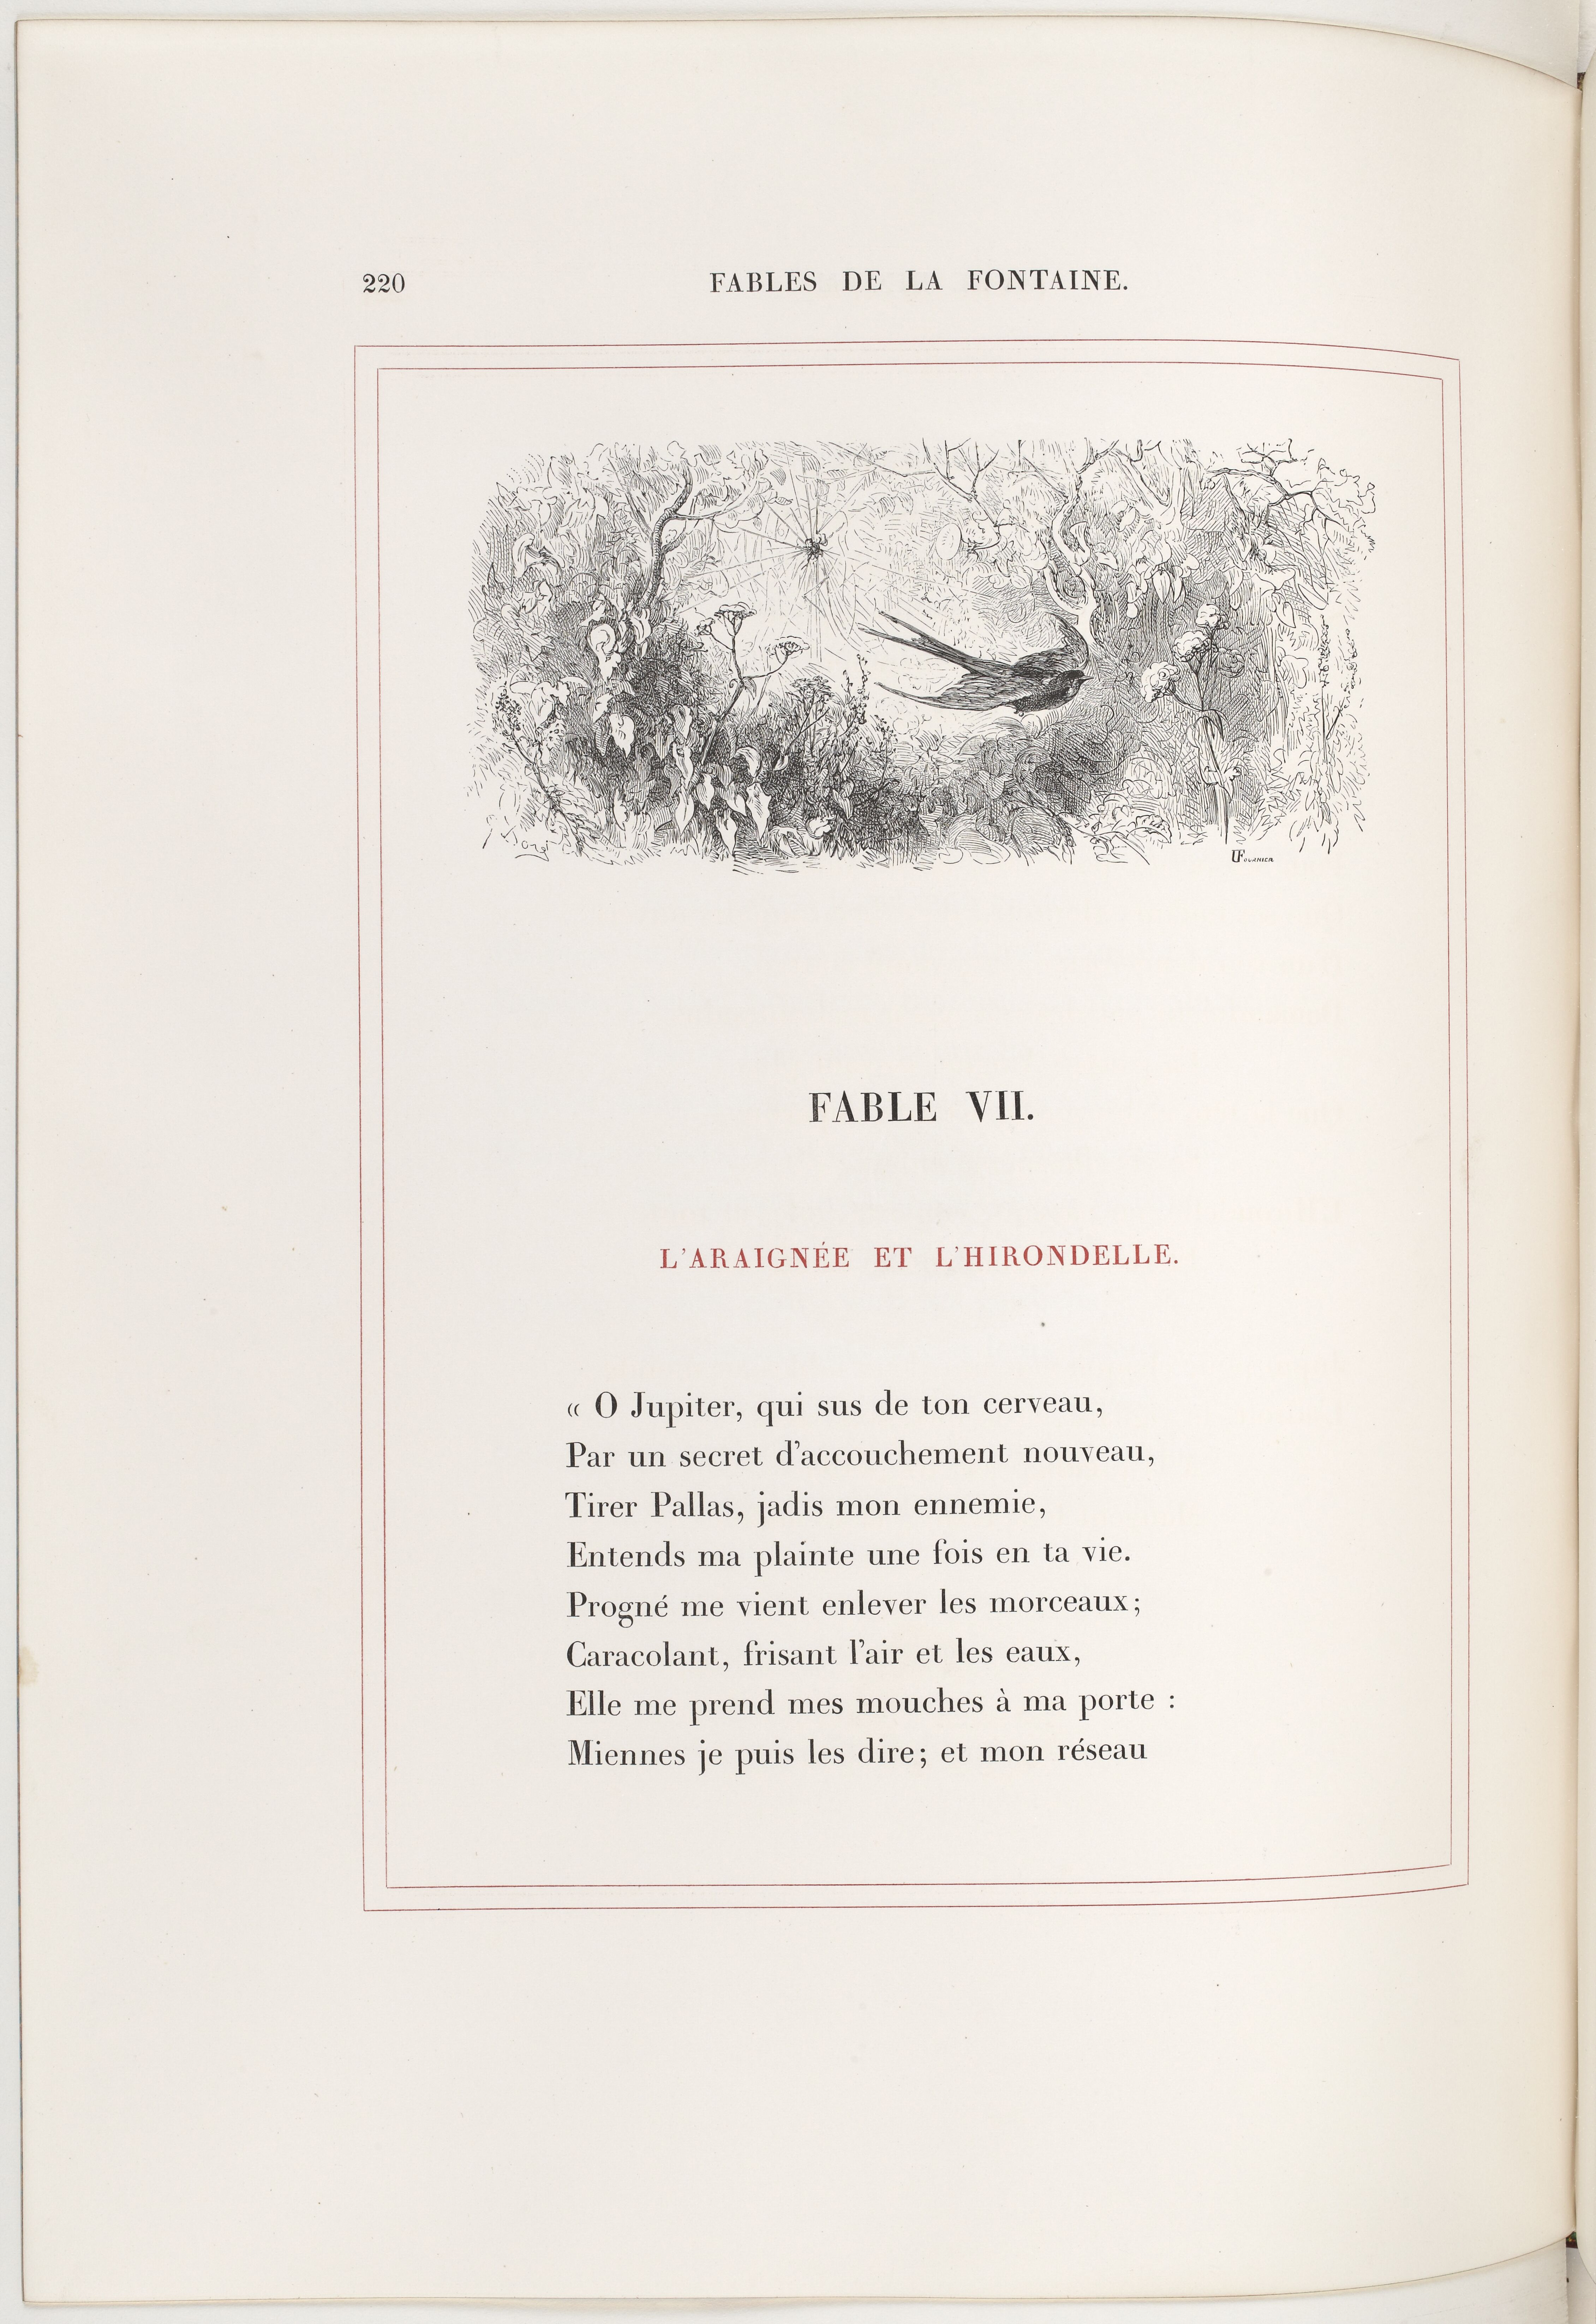 220
FABLES DE LA FONTAINE.
FOURNIER
FABLE VII.
L'ARAIGNÉE ET L'HIRONDELLE.
« O Jupiter, qui sus de ton cerveau,
Par un secret d'accouchement nouveau,
Tirer Pallas, jadis mon ennemie,
Entends ma plainte une fois en ta vie.
Progné me vient enlever les morceaux;
Caracolant, frisant l'air et les eaux,
Elle me prend mes mouches à ma porte :
Miennes je puis les dire; et mon réseau